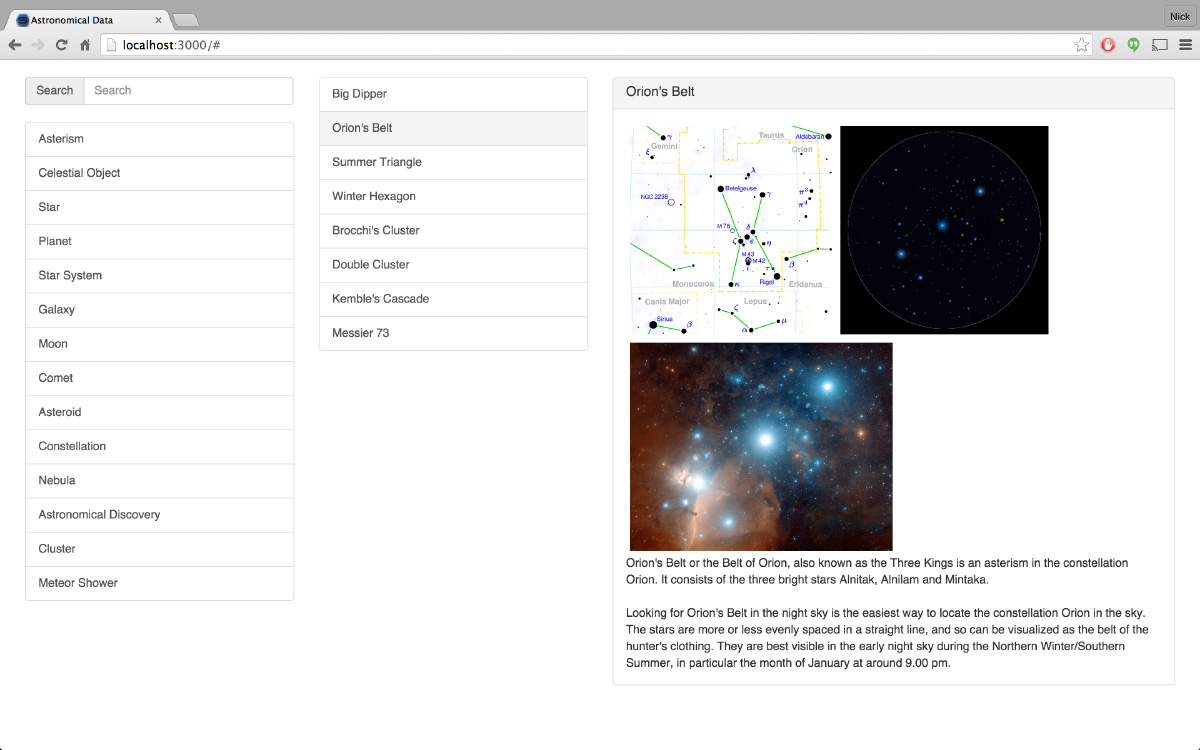 Astronomical Data
Nick
localhost:3000/#
Search Search
Asterism
Celestial Object
Star
Planet
Star System
Galaxy
Moon
Comet
Asteroid
Constellation
Nebula
Astronomical Discovery
Cluster
Meteor Shower
Big Dipper
Orion's Belt
Summer Triangle
Winter Hexagon
Brocchi's Cluster
Double Cluster
Kemble's Cascade
Messier 73
Orion's Belt
Taurus
Aldebaran
γ
Gemini
ξ
Orion
λ
Betelgeuse
γ
π3
π4
NGC 2238
M 78
δ
ζ
ε
η
M 43
M 42
ι
τ
β
κ
Rigel
Monoceros
Eridanus
Canis Major
Lepus
Sirius
β
ζ
α
μ
Orion's Belt or the Belt of Orion, also known as the Three Kings is an asterism in the constellation
Orion. It consists of the three bright stars Alnitak, Alnilam and Mintaka.
Looking for Orion's Belt in the night sky is the easiest way to locate the constellation Orion in the sky.
The stars are more or less evenly spaced in a straight line, and so can be visualized as the belt of the
hunter's clothing. They are best visible in the early night sky during the Northern Winter/Southern
Summer, in particular the month of January at around 9.00 pm.